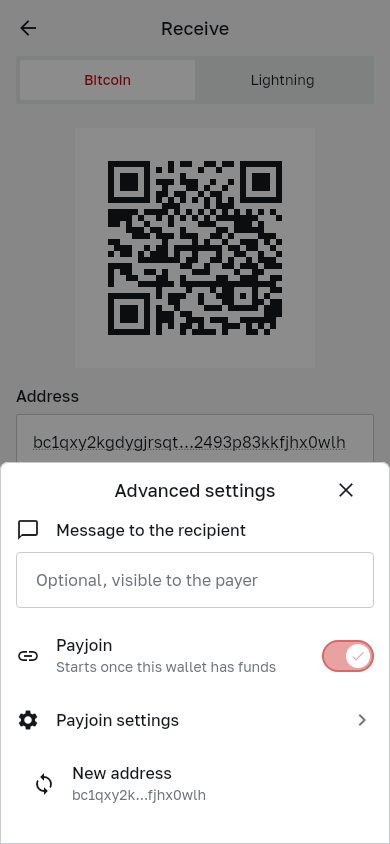 Receive
Bitcoin
Lightning
Address
bc1qxy2kgdygjrsqt...2493p83kkfjhx0wlh
Advanced settings
Message to the recipient
Optional, visible to the payer
Payjoin
Starts once this wallet has funds
Payjoin settings
New address
bc1qxy2k...fjhx0wlh